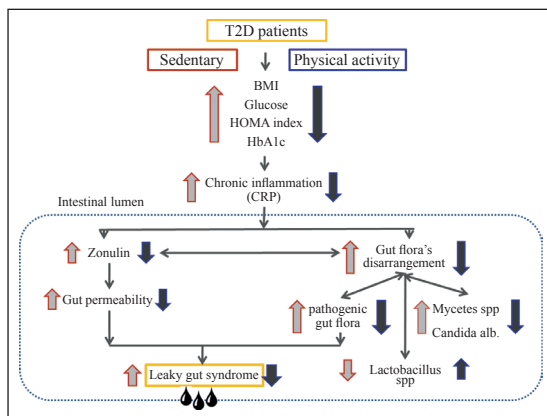 T2D patients
Sedentary
Physical activity
BMI
Glucose
HOMA index
HbA1c
Chronic inflammation
(CRP)
Intestinal lumen
Zonulin
Gut flora's
disarrangement
Gut permeability
pathogenic
gut flora
Mycetes spp
Candida alb.
Leaky gut syndrome
Lactobacillus
spp